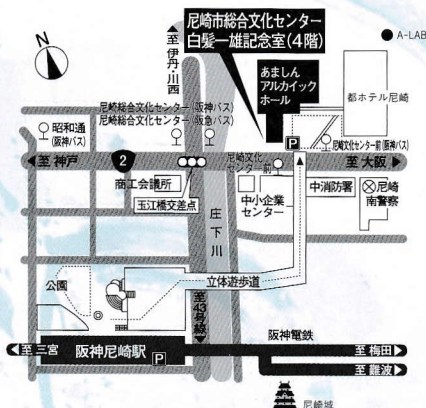 尼崎市総合文化センター
白髪一雄記念室(4階)
A-LAB
N
至伊丹・川西
あましん
アルカイック
ホール
都ホテル尼崎
尼崎総合文化センター(阪神バス)
尼崎総合文化センター(阪急バス)
昭和通
(阪神バス)
P
尼崎文化センター前(阪神バス)
至 神戸
2
尼崎文化
センター前
至 大阪
商工会議所
玉江橋交差点
中小企業
センター
中消防署
尼崎
南警察
庄下川
公園
立体遊歩道
至43号線
阪神電鉄
至 三宮
阪神尼崎駅
P
至 梅田
至 難波
尼崎城